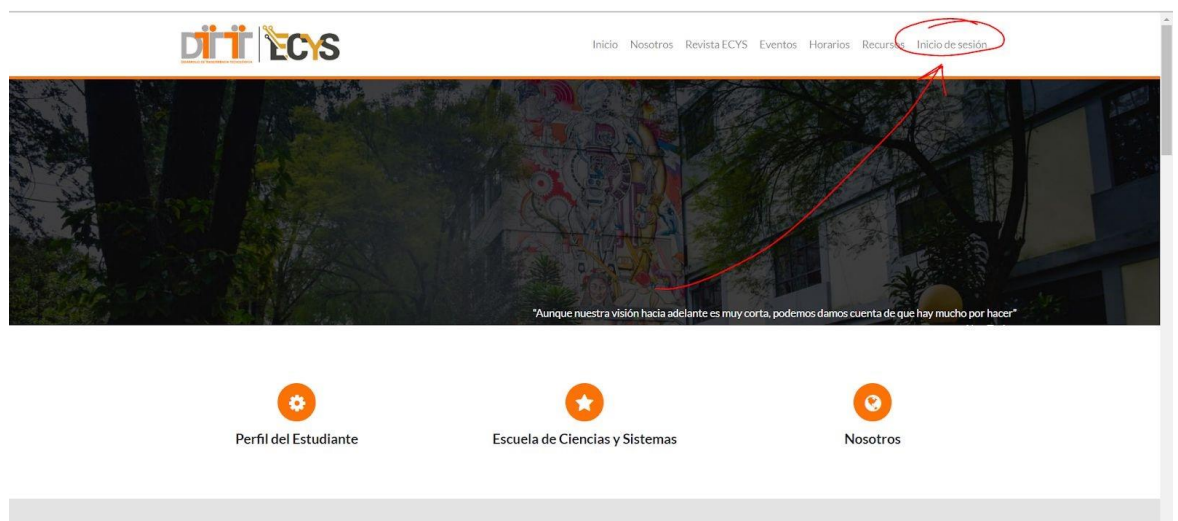 DTT ECYS
Inicio Nosotros Revista ECYS Eventos Horarios Recursos Inicio de sesión
"Aunque nuestra visión hacia adelante es muy corta, podemos darnos cuenta de que hay mucho por hacer"
Perfil del Estudiante
Escuela de Ciencias y Sistemas
Nosotros